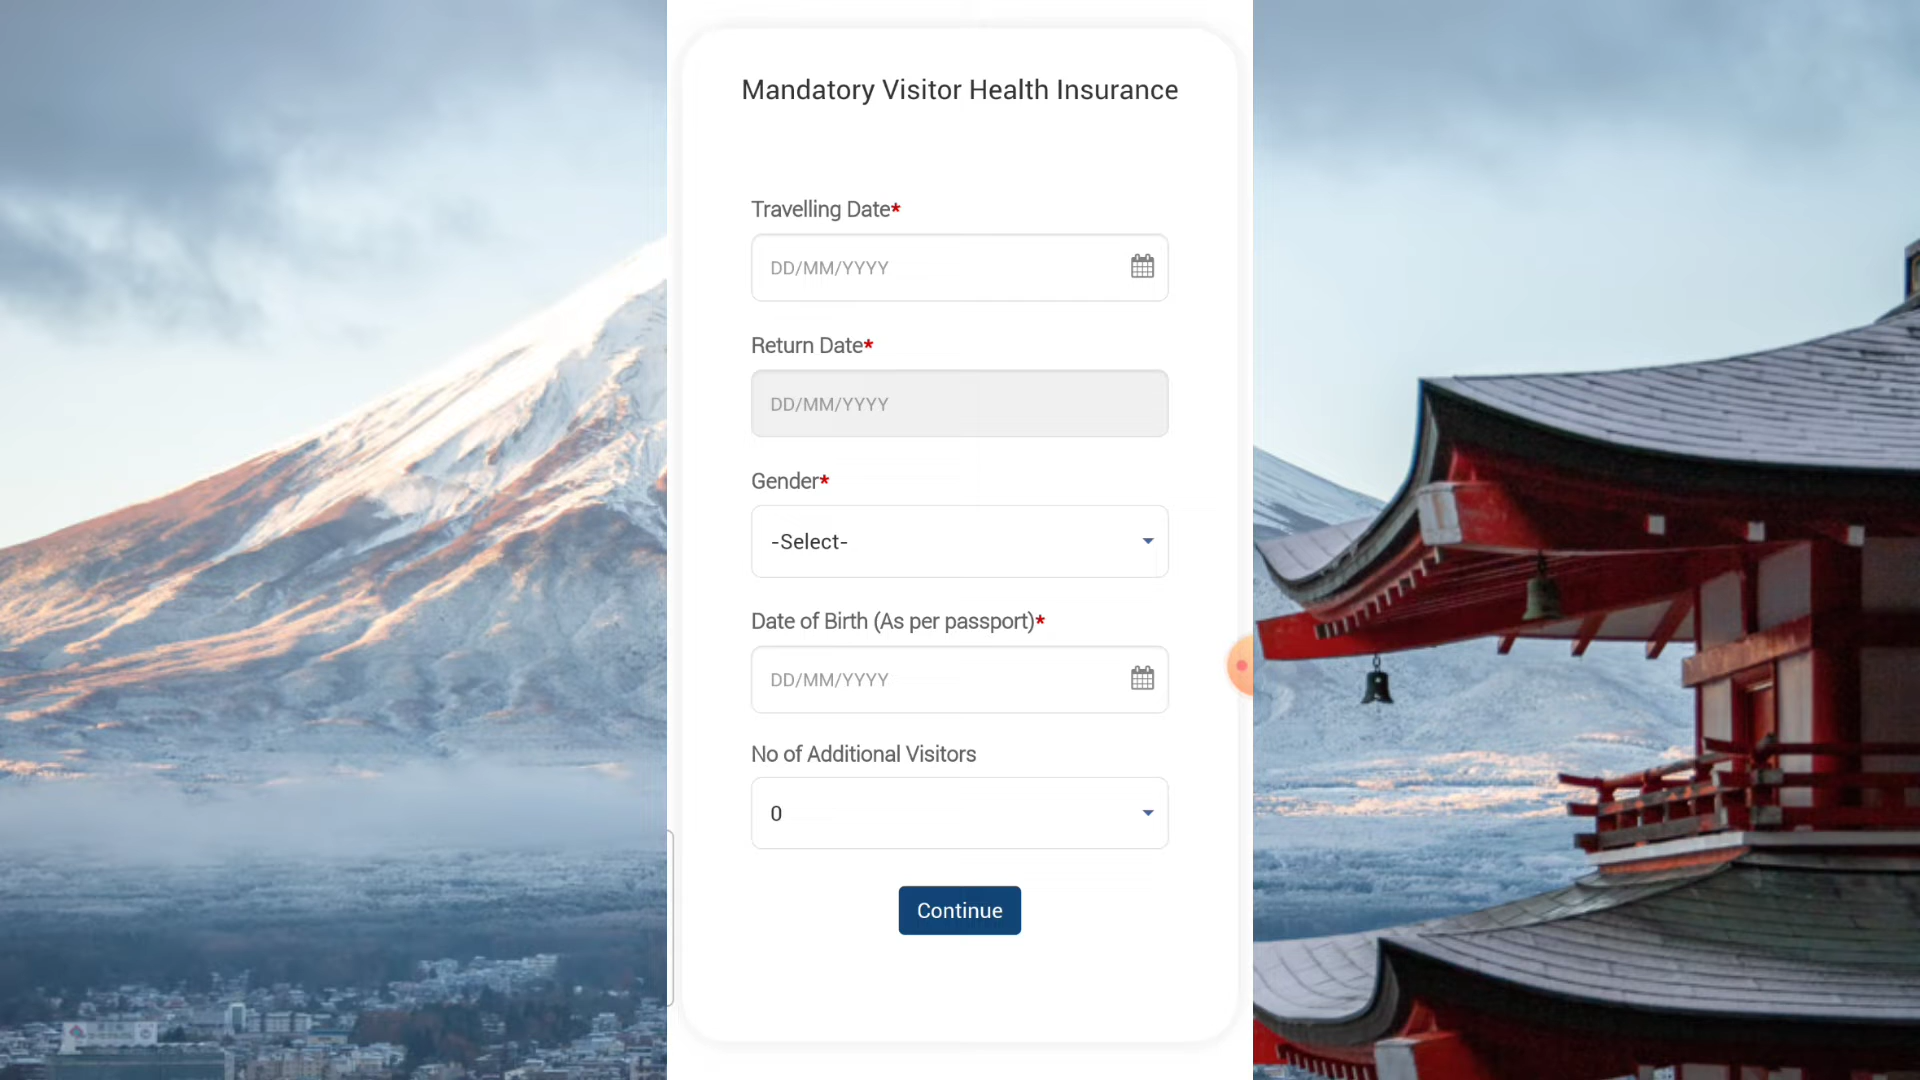 Mandatory Visitor Health Insurance
Travelling Date*
DD/MM/YYYY
Return Date*
DD/MM/YYYY
Gender*
-Select-
Date of Birth (As per passport)*
DD/MM/YYYY
No of Additional Visitors
0
Continue